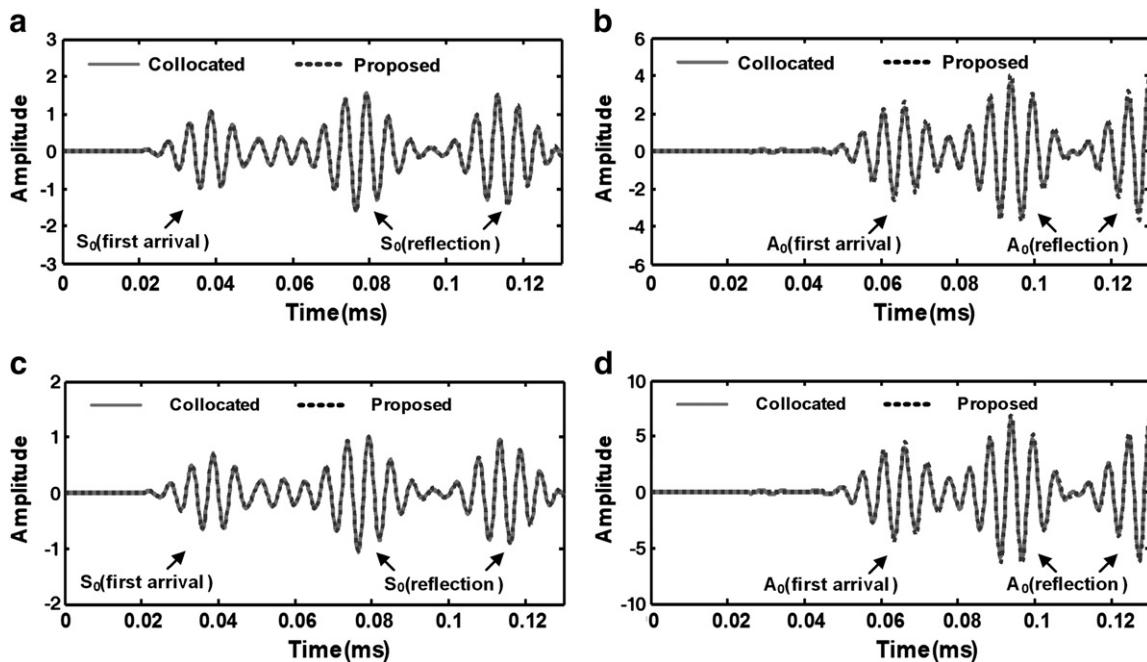 a
3
2
1
0
-1
-2
-3
Amplitude
Collocated Proposed
S₀(first arrival)
S₀(reflection)
0 0.02 0.04 0.06 0.08 0.1 0.12
Time(ms)
b
6
4
2
0
-2
-4
-6
Amplitude
Collocated Proposed
A₀(first arrival)
A₀(reflection)
0 0.02 0.04 0.06 0.08 0.1 0.12
Time(ms)
c
2
1
0
-1
-2
Amplitude
Collocated Proposed
S₀(first arrival)
S₀(reflection)
0 0.02 0.04 0.06 0.08 0.1 0.12
Time(ms)
d
10
5
0
-5
-10
Amplitude
Collocated Proposed
A₀(first arrival)
A₀(reflection)
0 0.02 0.04 0.06 0.08 0.1 0.12
Time(ms)